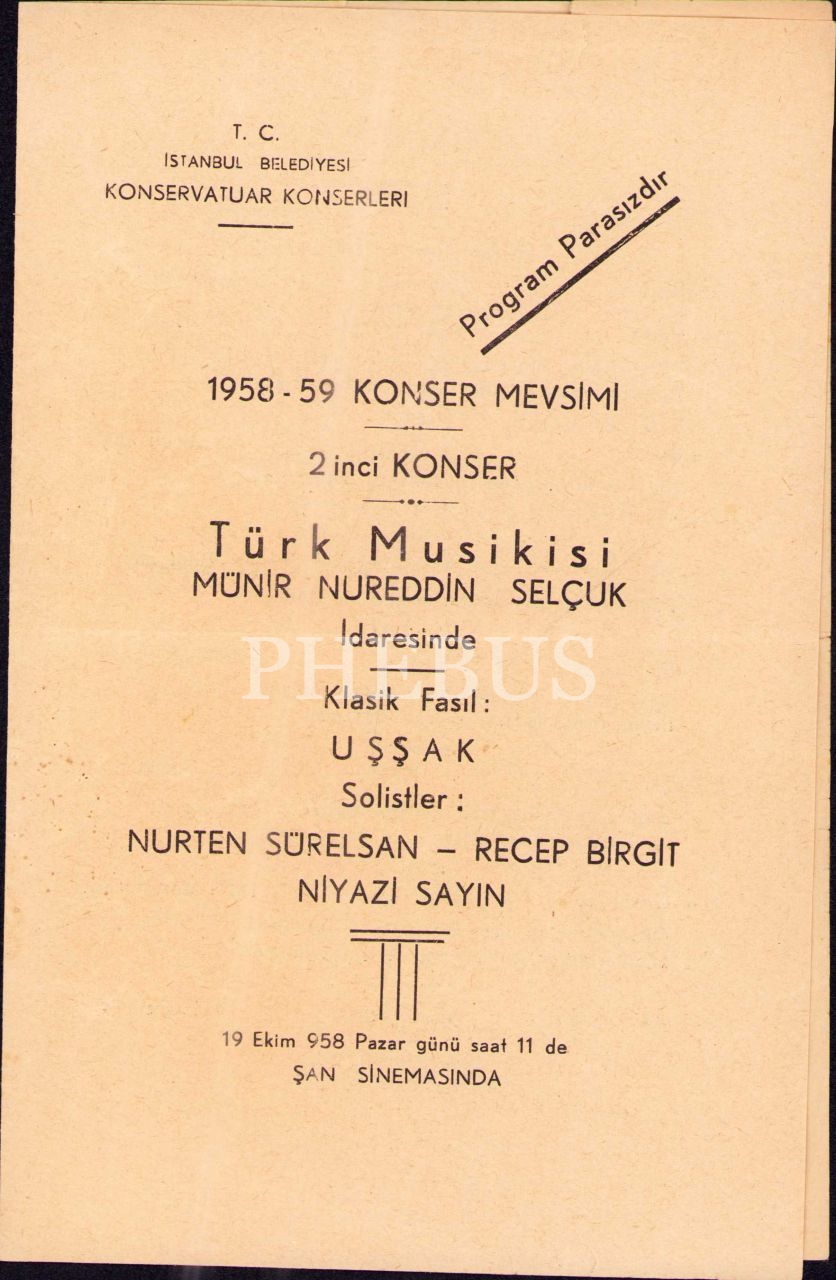 T. C.
İSTANBUL BELEDİYESİ
KONSERVATUAR KONSERLERİ
Program Parasızdır
1958 - 59 KONSER MEVSİMİ
2 inci KONSER
Türk Musikisi
MÜNİR NUREDDİN SELÇUK
İdaresinde
PHEBUS
Klasik Fasıl :
UŞŞAK
Solistler :
NURTEN SÜRELSAN – RECEP BİRGİT
NİYAZİ SAYIN
19 Ekim 958 Pazar günü saat 11 de
ŞAN SİNEMASINDA